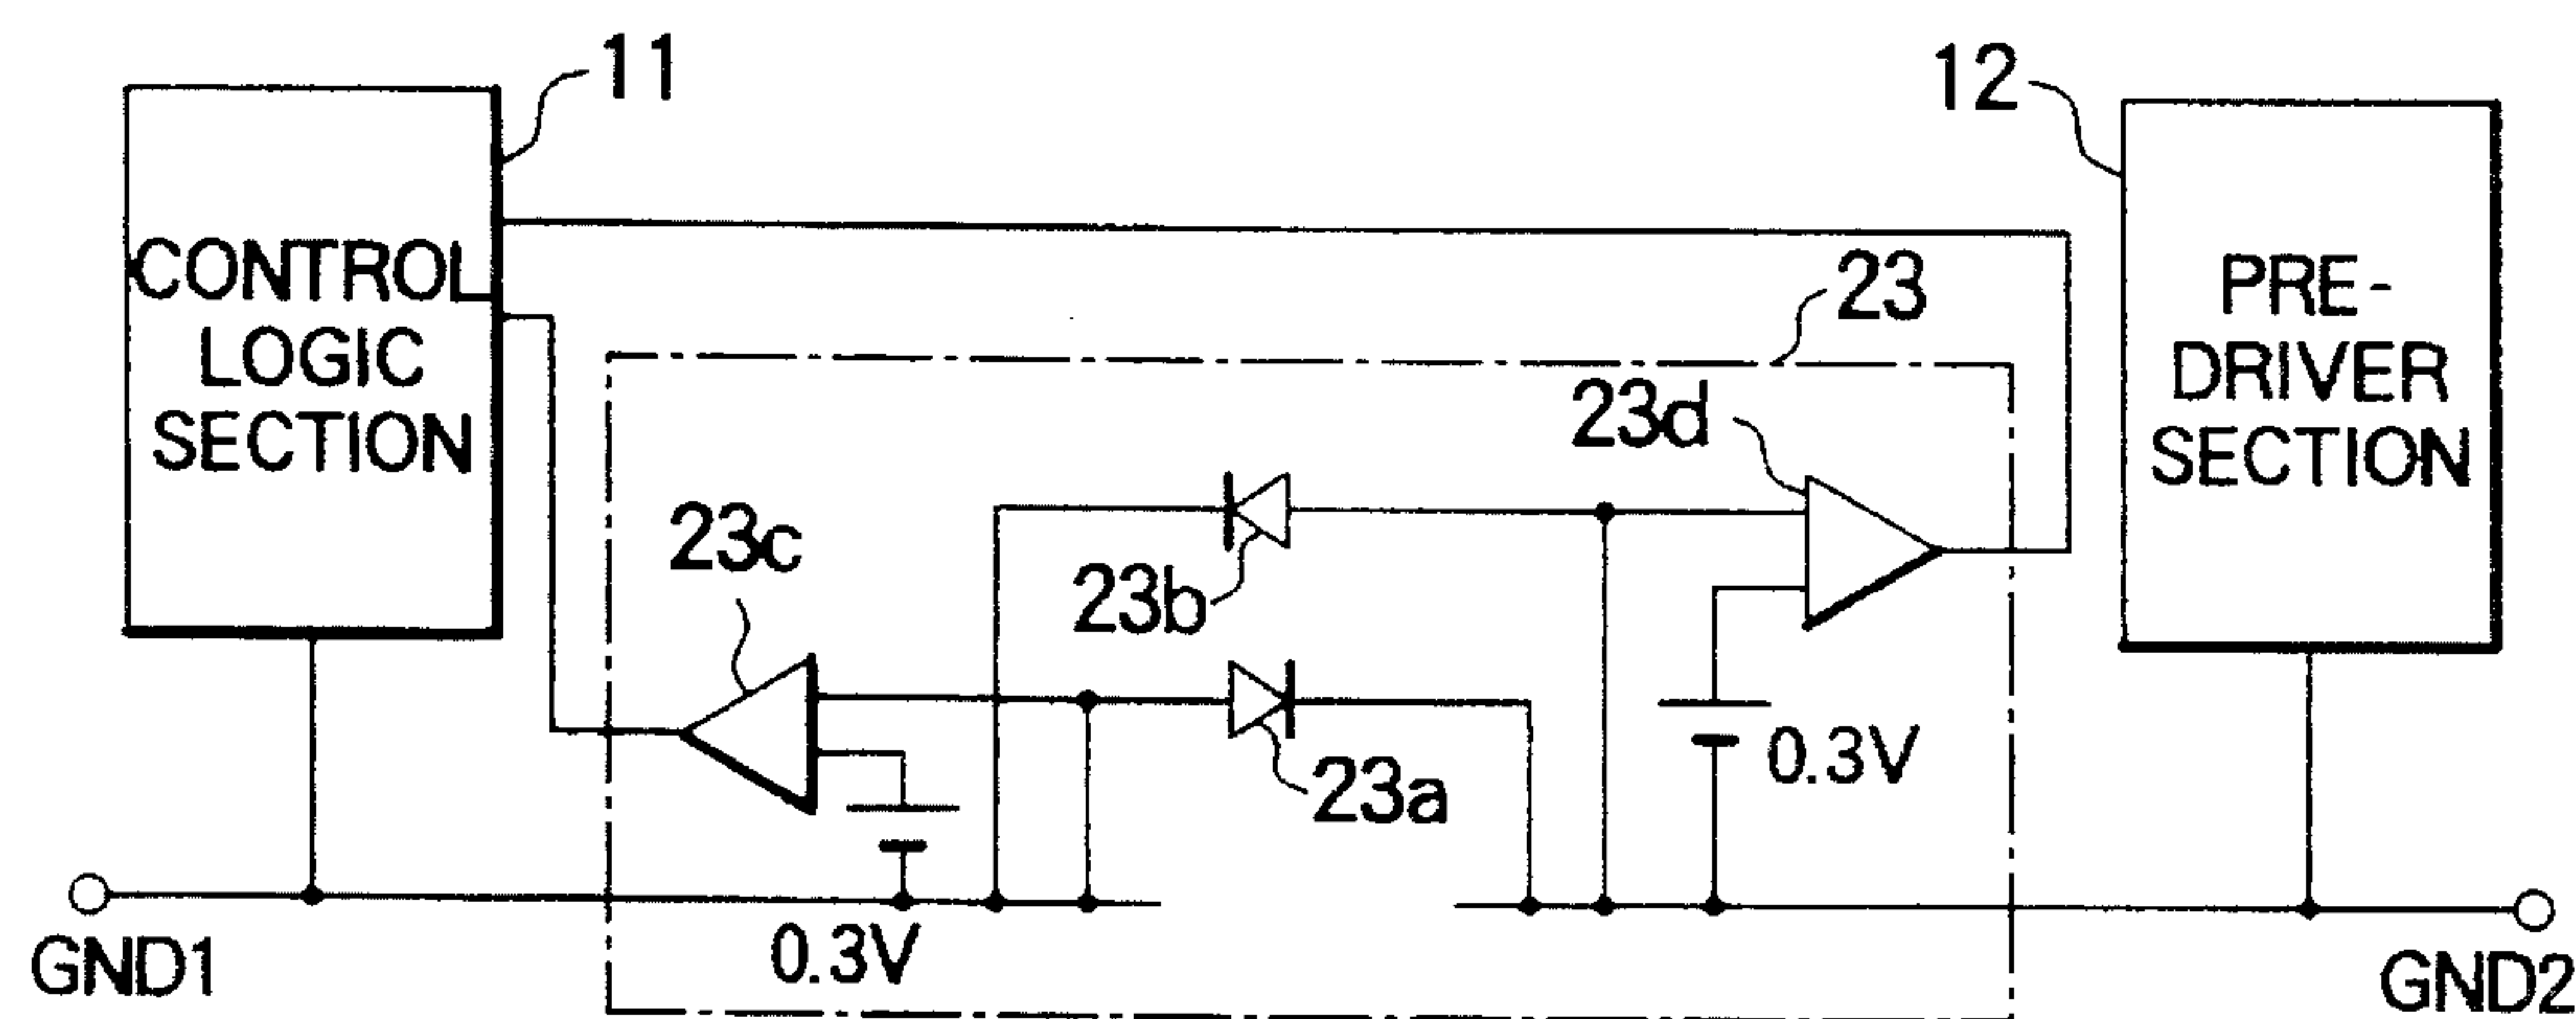 11
12
CONTROL
LOGIC
SECTION
PRE-
DRIVER
SECTION
23
23d
23c
23b
23a
0.3V
0.3V
GND1
GND2